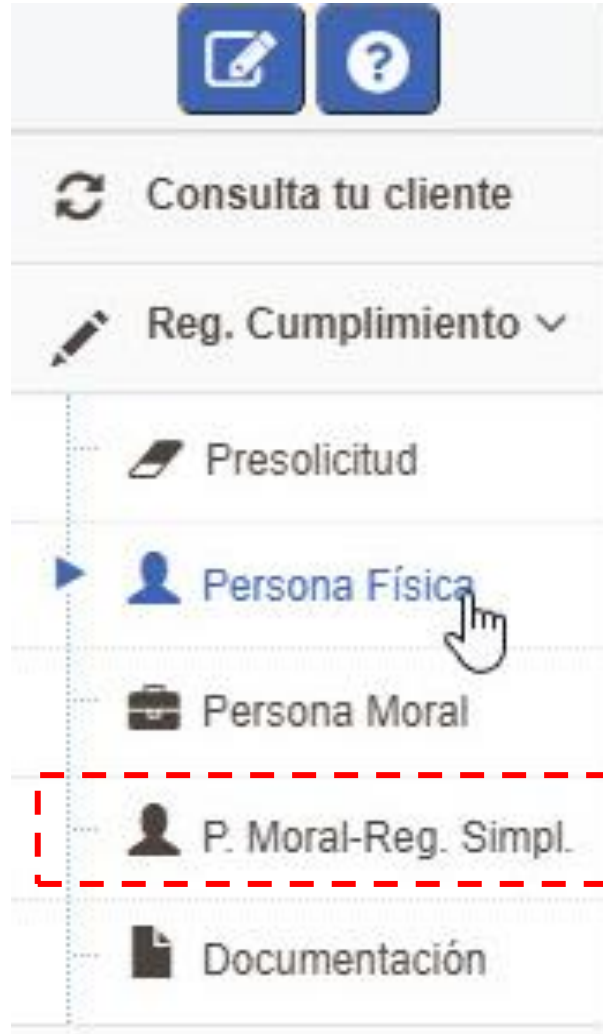 Consulta tu cliente
Reg. Cumplimiento
Presolicitud
Persona Física
Persona Moral
P. Moral-Reg. Simpl.
Documentación